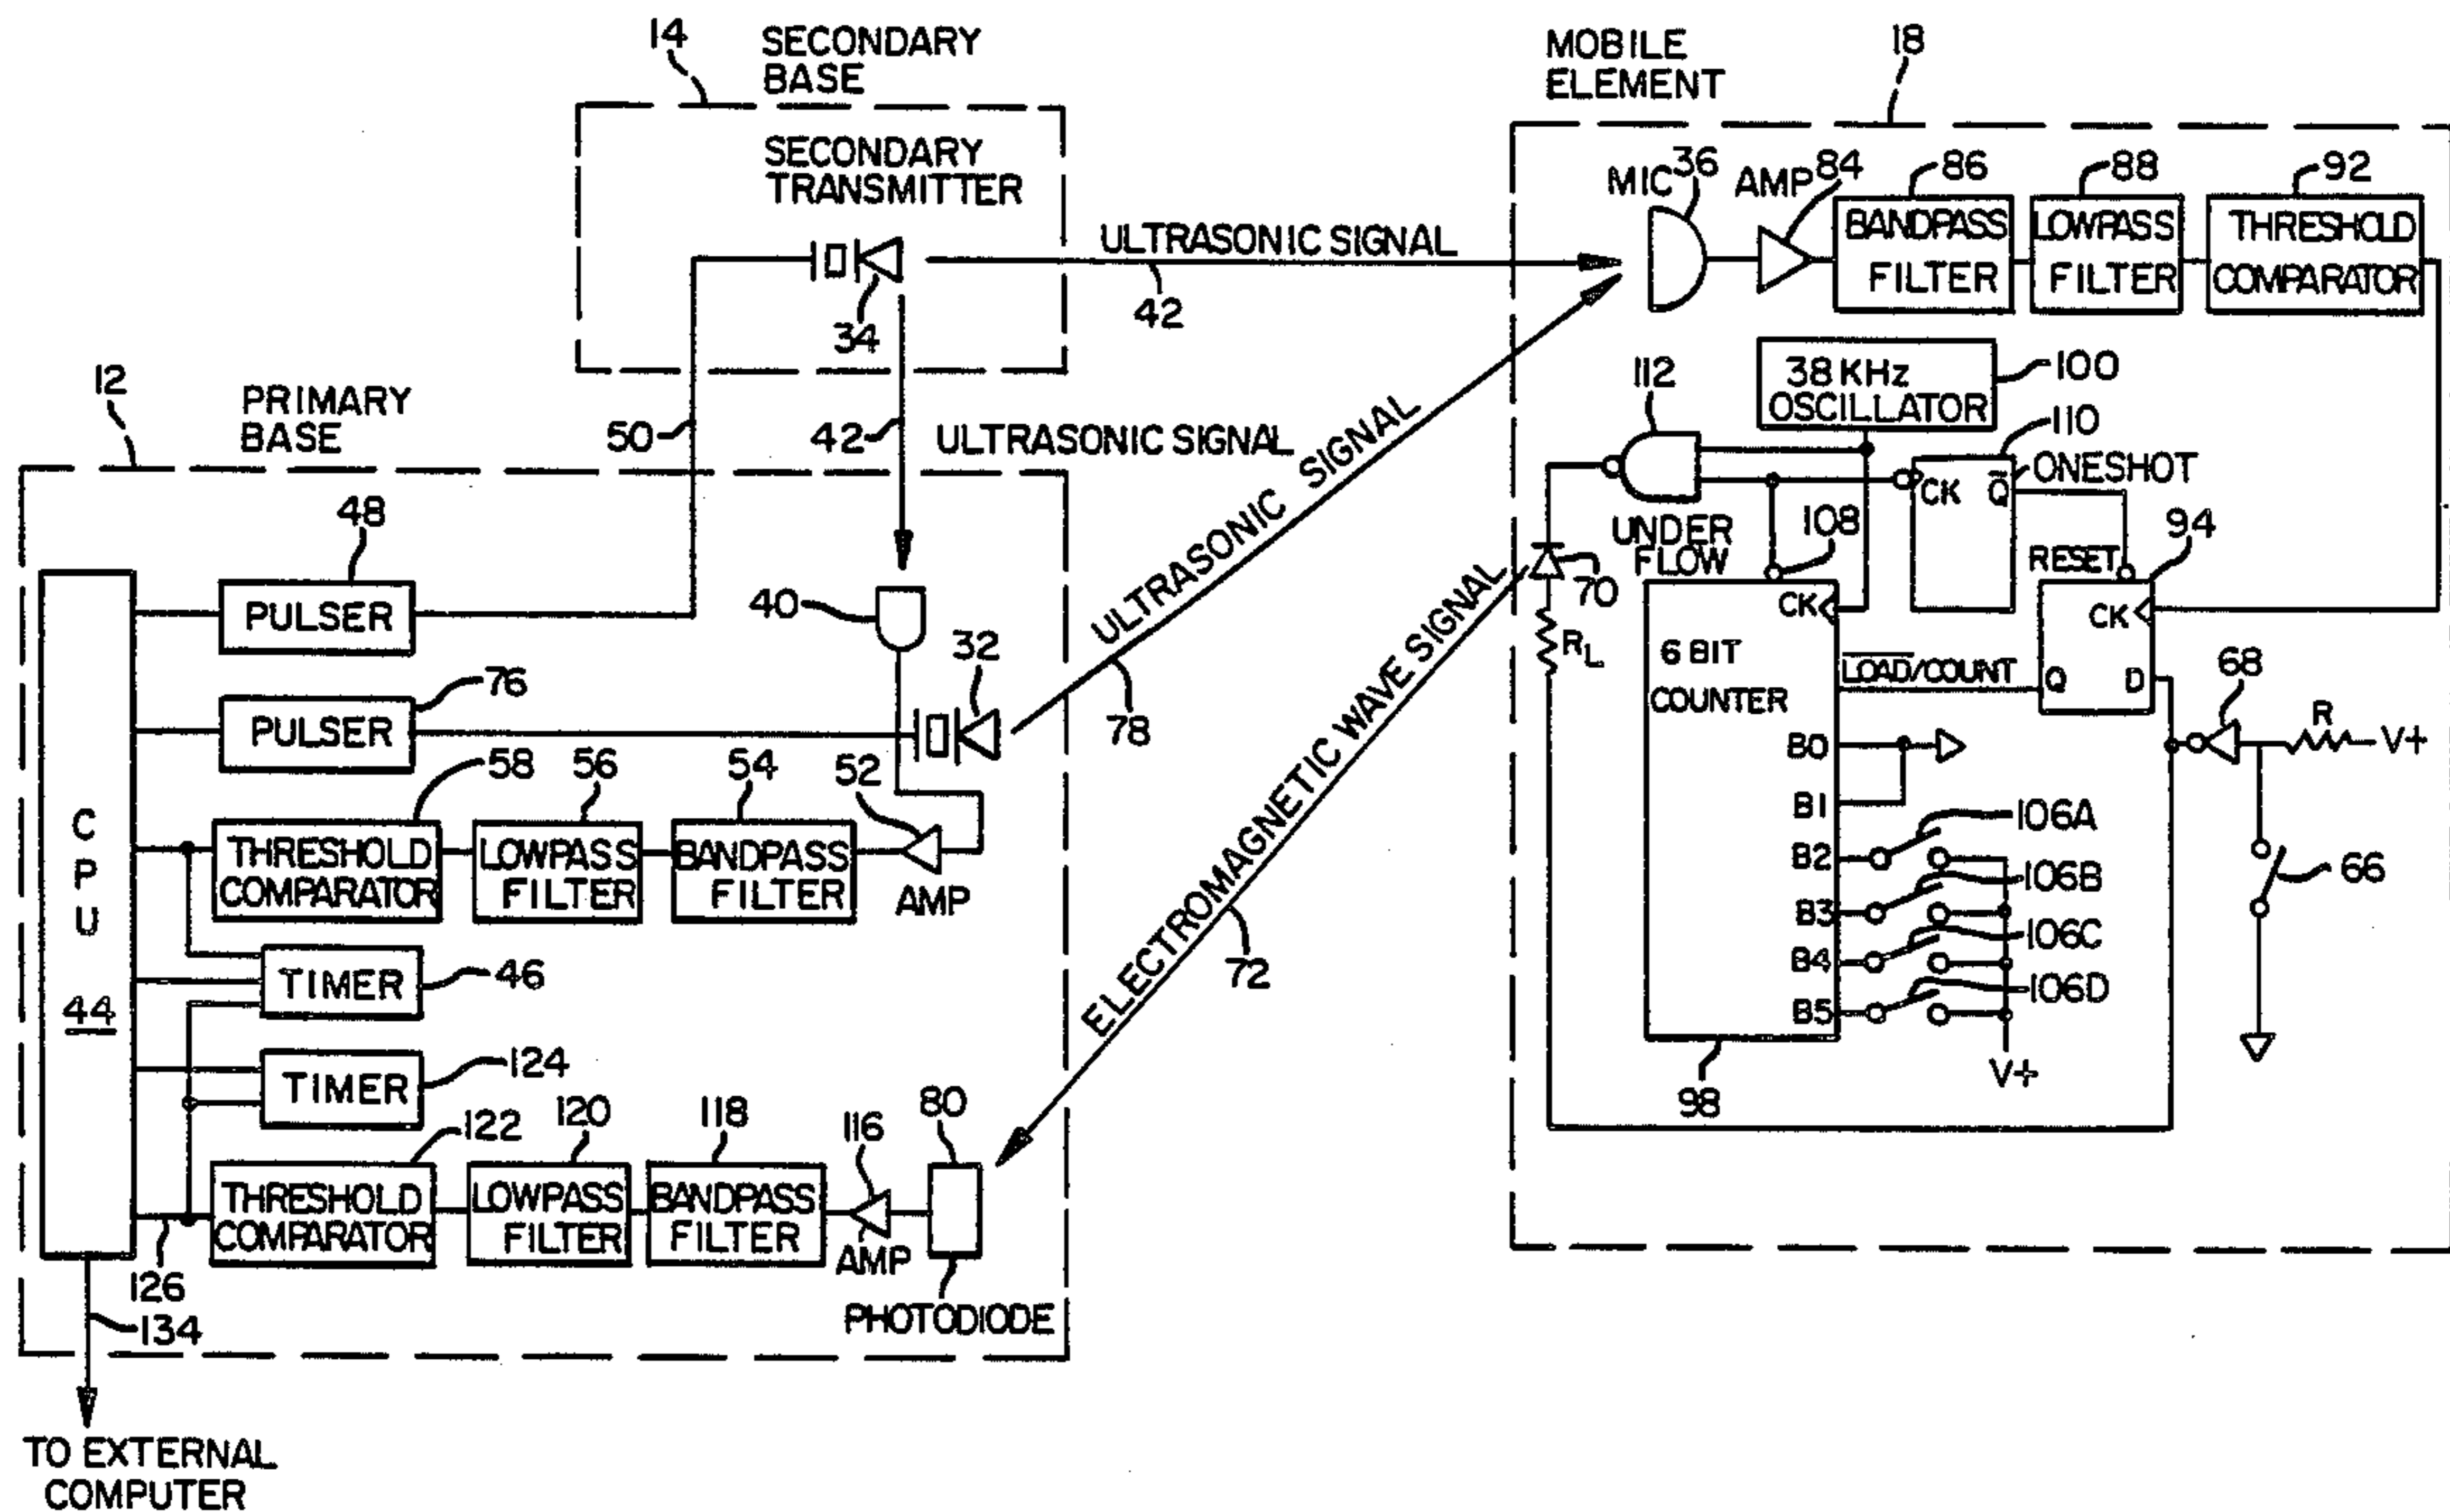 14
SECONDARY
BASE
SECONDARY
TRANSMITTER
34
ULTRASONIC SIGNAL
42
50
42
ULTRASONIC SIGNAL
MOBILE
ELEMENT
18
MIC 36
AMP 84
86
BANDPASS
FILTER
88
LOWPASS
FILTER
92
THRESHOLD
COMPARATOR
38 KHz
OSCILLATOR
100
112
110
ONESHOT
CK
Q̅
UNDER
FLOW
108
RESET
94
70
CK
CK
RL
6 BIT
COUNTER
L̅O̅A̅D̅/COUNT
Q
D
68
R
V+
B0
B1
B2
B3
B4
B5
106A
106B
106C
106D
66
V+
98
12
PRIMARY
BASE
48
PULSER
40
76
PULSER
32
ULTRASONIC SIGNAL
78
58
56
54
52
THRESHOLD
COMPARATOR
LOWPASS
FILTER
BANDPASS
FILTER
AMP
C
P
U
44
TIMER
46
TIMER
124
ELECTROMAGNETIC WAVE SIGNAL
72
122
120
118
116
80
THRESHOLD
COMPARATOR
LOWPASS
FILTER
BANDPASS
FILTER
AMP
PHOTODIODE
126
134
TO EXTERNAL
COMPUTER